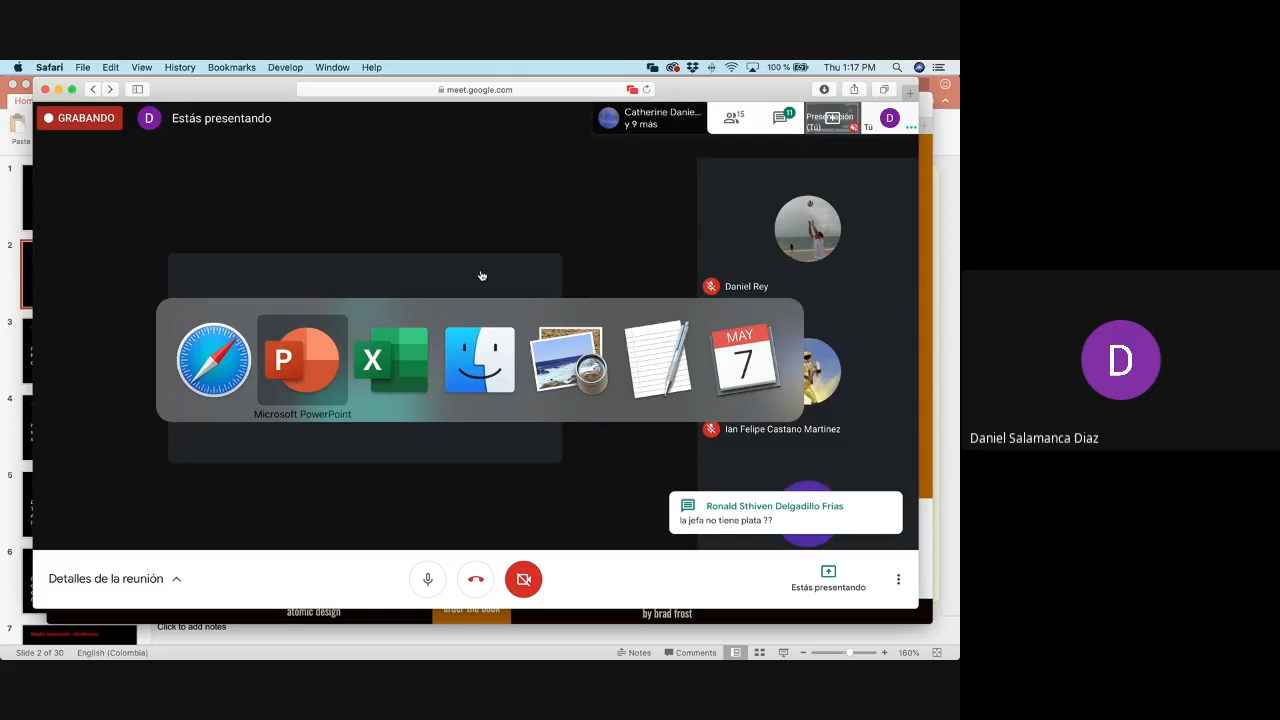 Safari File Edit View History Bookmarks Develop Window Help
100 % Thu 1:17 PM
meet.google.com
GRABANDO
D
Estás presentando
Catherine Danie...
y 9 más
15
11
Presentación
(Tú)
Tú
D
Paste
1
2
3
4
5
6
7
Daniel Rey
P
X
MAY
7
Microsoft PowerPoint
Ian Felipe Castano Martinez
Ronald Sthiven Delgadillo Frias
la jefa no tiene plata ??
Detalles de la reunión
Estás presentando
atomic design
order the book
by brad frost
Click to add notes
Slide 2 of 30
English (Colombia)
Notes
Comments
160%
D
Daniel Salamanca Diaz